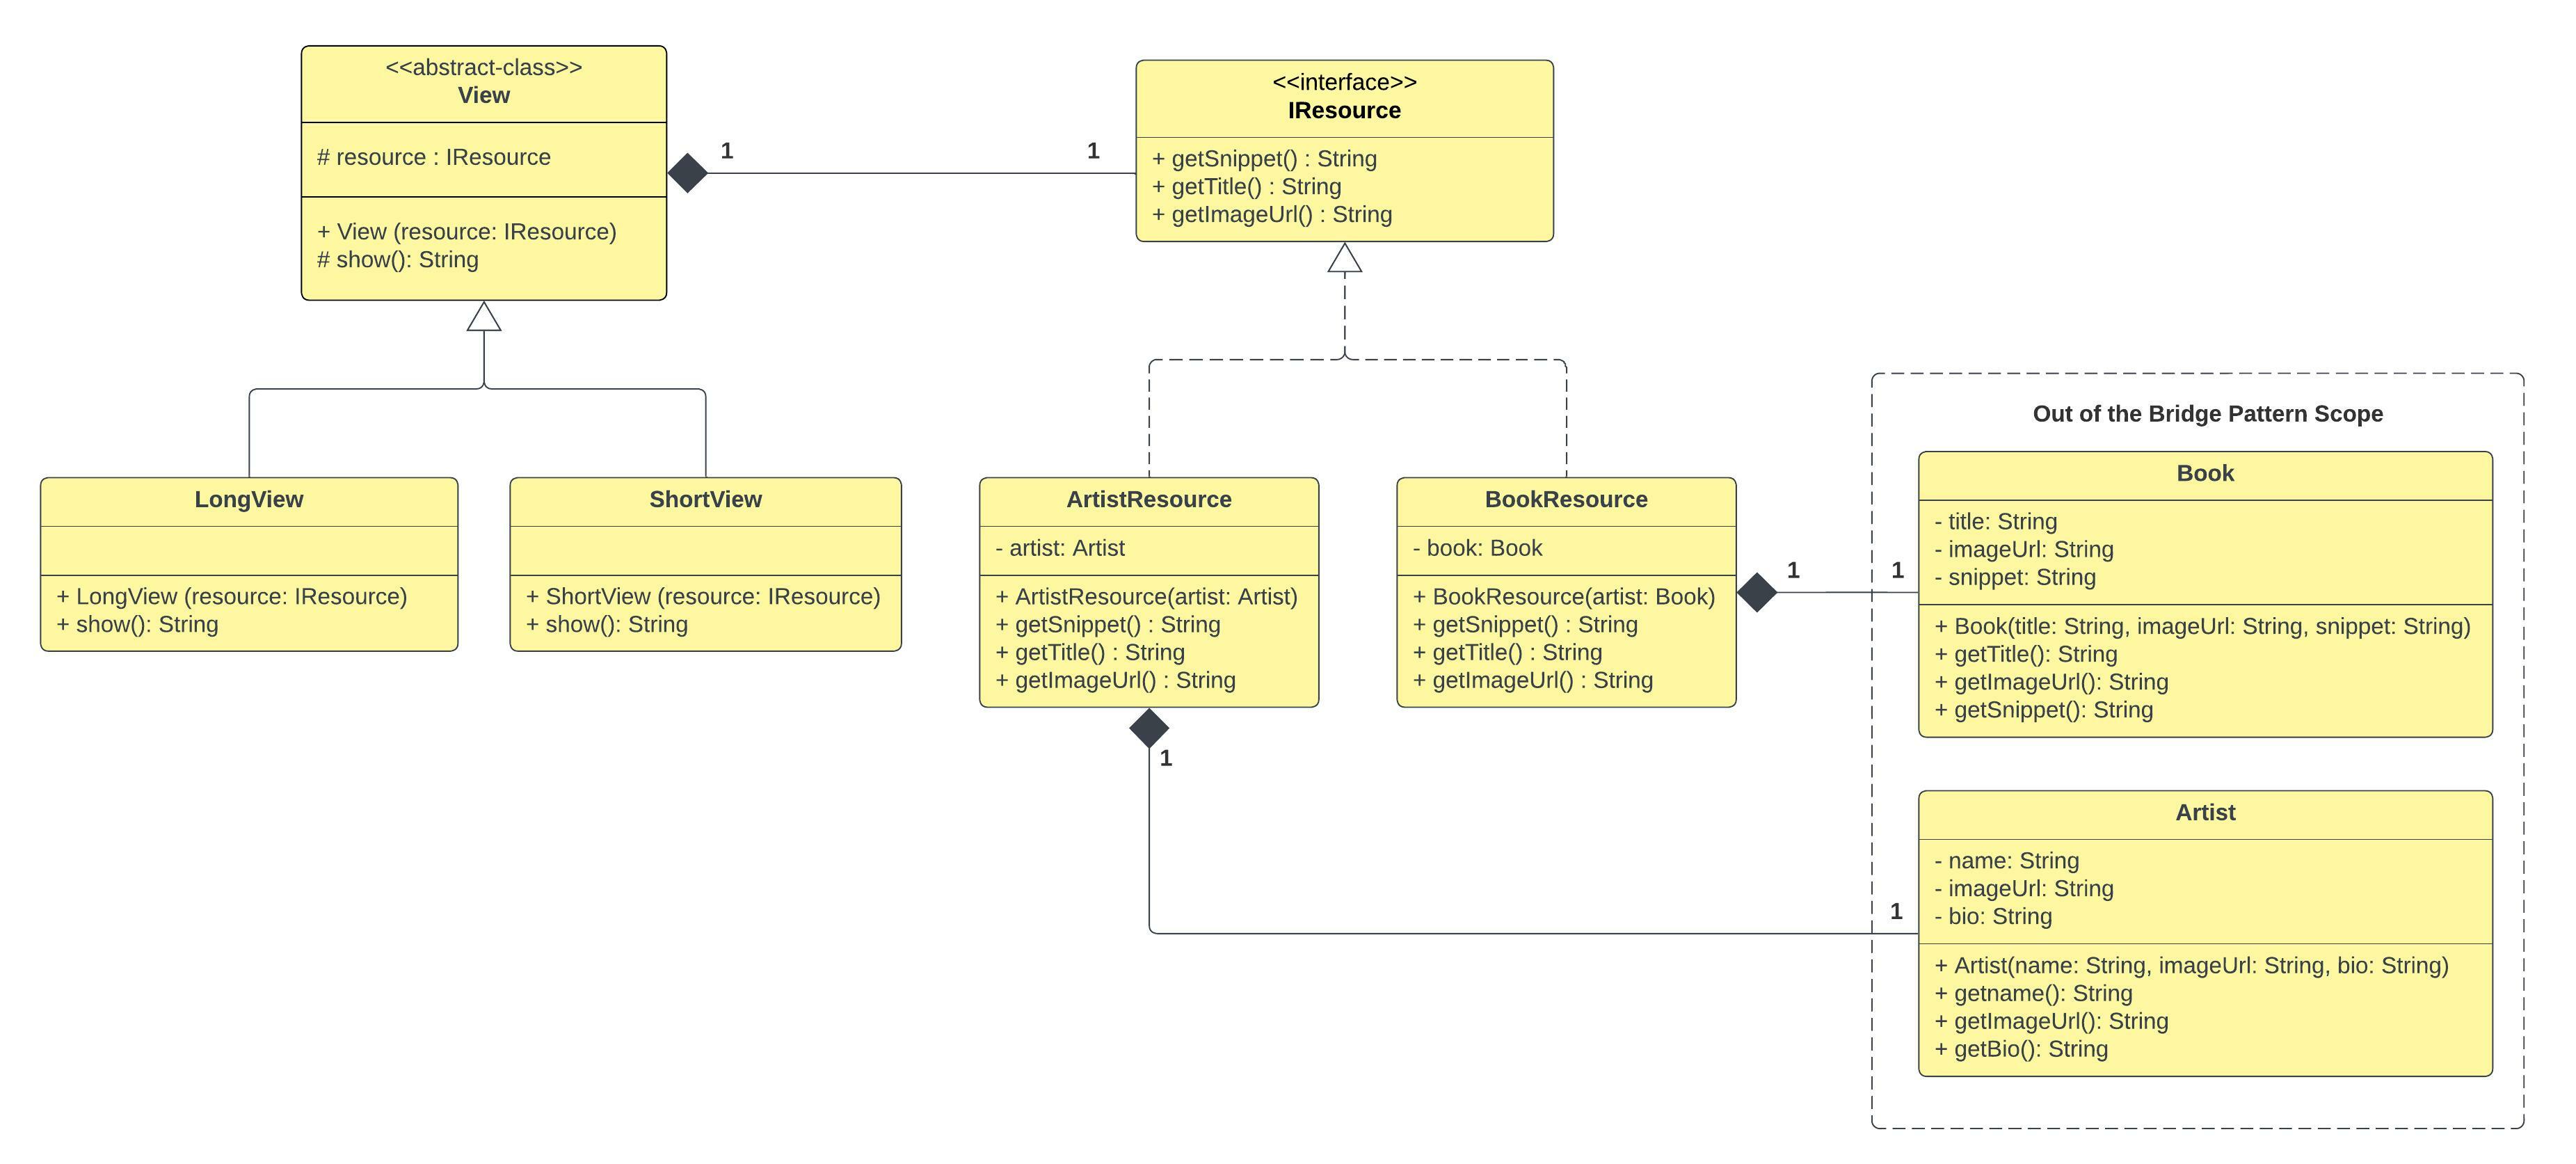 <<abstract-class>>
View
# resource : IResource
+ View (resource: IResource)
# show(): String
1
1
<<interface>>
IResource
+ getSnippet() : String
+ getTitle() : String
+ getImageUrl() : String
LongView
+ LongView (resource: IResource)
+ show(): String
ShortView
+ ShortView (resource: IResource)
+ show(): String
ArtistResource
- artist: Artist
+ ArtistResource(artist: Artist)
+ getSnippet() : String
+ getTitle() : String
+ getImageUrl() : String
1
BookResource
- book: Book
+ BookResource(artist: Book)
+ getSnippet() : String
+ getTitle() : String
+ getImageUrl() : String
1
1
Out of the Bridge Pattern Scope
Book
- title: String
- imageUrl: String
- snippet: String
+ Book(title: String, imageUrl: String, snippet: String)
+ getTitle(): String
+ getImageUrl(): String
+ getSnippet(): String
1
Artist
- name: String
- imageUrl: String
- bio: String
+ Artist(name: String, imageUrl: String, bio: String)
+ getname(): String
+ getImageUrl(): String
+ getBio(): String